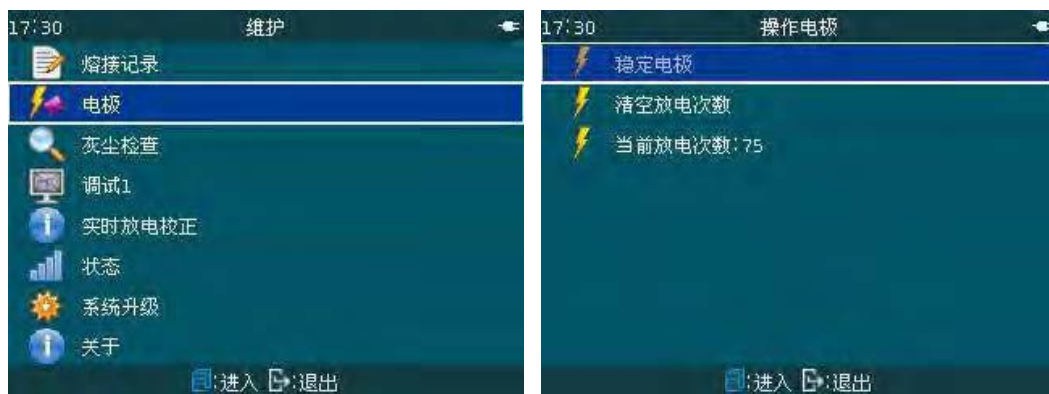 17:30 维护
熔接记录
电极
灰尘检查
调试1
实时放电校正
状态
系统升级
关于
:进入 :退出
17:30 操作电极
稳定电极
清空放电次数
当前放电次数:75
:进入 :退出